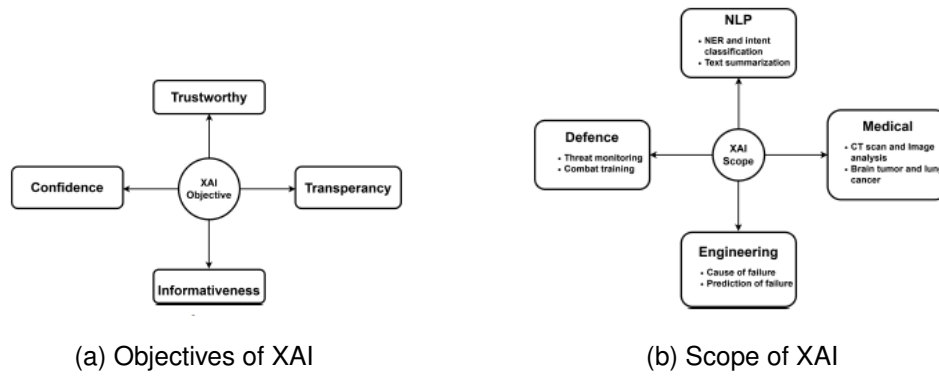 Trustworthy
Confidence
XAI
Objective
Transperancy
Informativeness
(a) Objectives of XAI
NLP
• NER and intent
classification
• Text summarization
Defence
• Threat monitoring
• Combat training
XAI
Scope
Medical
• CT scan and Image
analysis
• Brain tumor and lung
cancer
Engineering
• Cause of failure
• Prediction of failure
(b) Scope of XAI